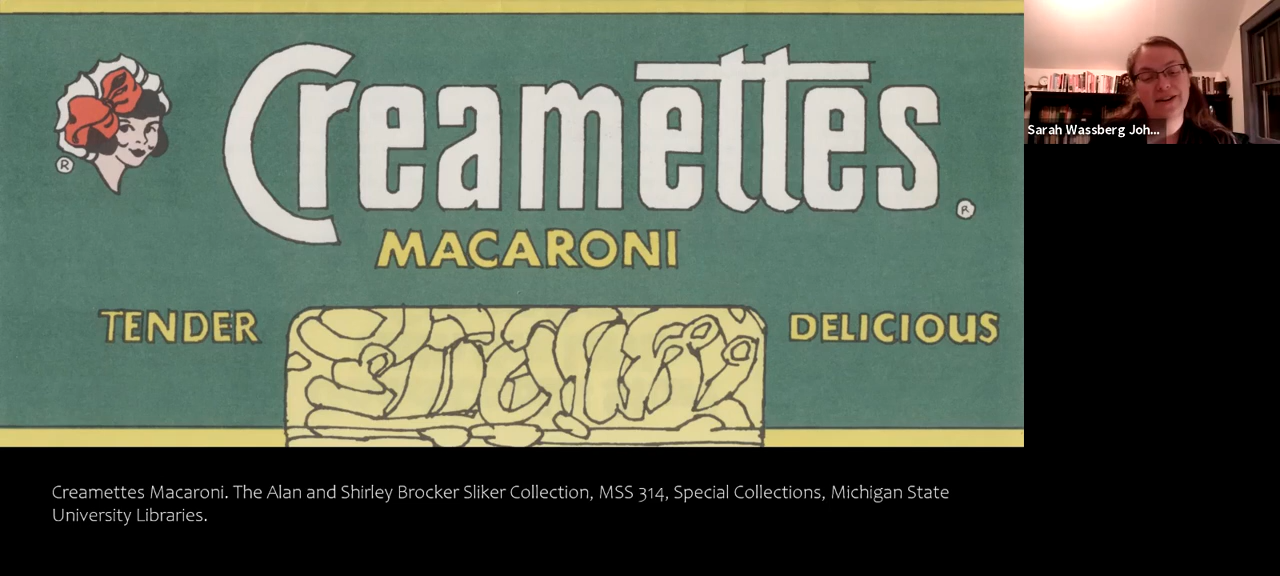 Creamettes®
MACARONI
TENDER
DELICIOUS
®
Sarah Wassberg Joh...
Creamettes Macaroni. The Alan and Shirley Brocker Sliker Collection, MSS 314, Special Collections, Michigan State
University Libraries.